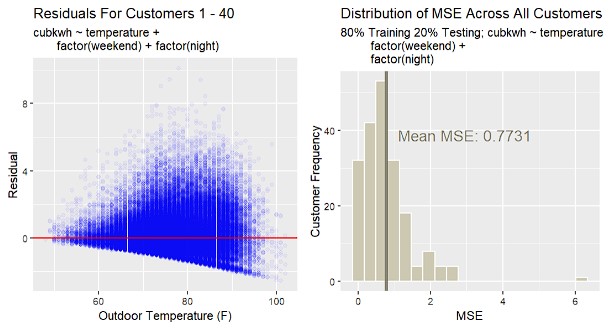 Residuals For Customers 1 - 40
cubkwh ~ temperature +
factor(weekend) + factor(night)
8
4
0
Residual
60
80
100
Outdoor Temperature (F)
Distribution of MSE Across All Customers
80% Training 20% Testing; cubkwh ~ temperature
factor(weekend) +
factor(night)
Mean MSE: 0.7731
40
20
0
Customer Frequency
0
2
4
6
MSE